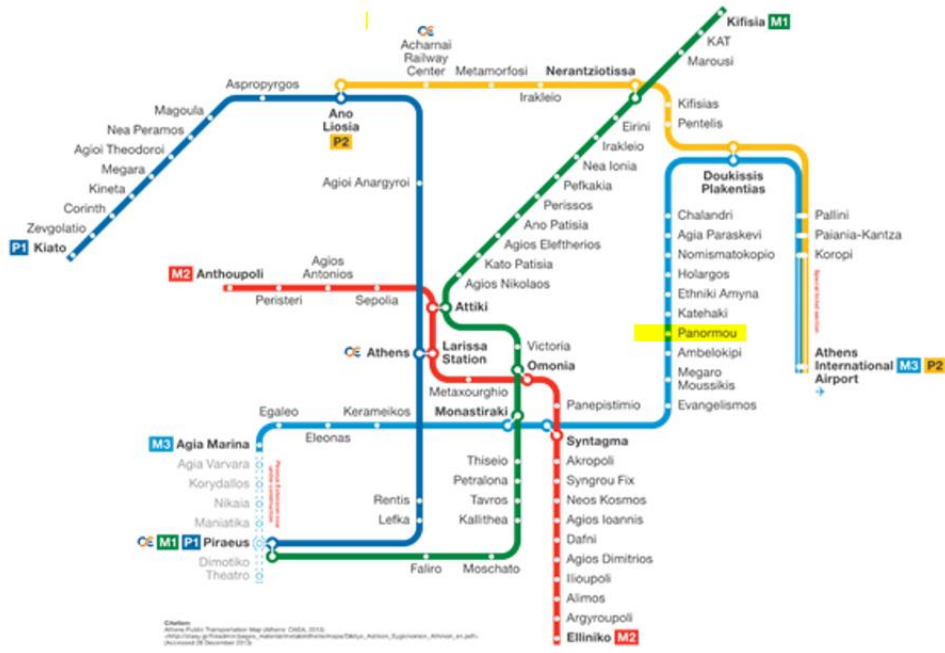 Kifisia M1
KAT
Marousi
Acharnai
Railway
Center
Metamorfosi
Nerantziotissa
Irakleio
Aspropyrgos
Ano
Liosia
P2
Magoula
Nea Peramos
Agioi Theodoroi
Megara
Kineta
Corinth
Zevgolatio
P1 Kiato
Kifisias
Pentelis
Eirini
Irakleio
Nea Ionia
Pefkakia
Perissos
Ano Patisia
Agios Eleftherios
Kato Patisia
Agios Nikolaos
Doukissis
Plakentias
Agioi Anargyroi
Chalandri
Agia Paraskevi
Nomismatokopio
Holargos
Ethniki Amyna
Katehaki
Panormou
Ambelokipi
Megaro
Moussikis
Evangelismos
Pallini
Paiania-Kantza
Koropi
Athens
International M3 P2
Airport
M2 Anthoupoli
Agios
Antonios
Peristeri
Sepolia
Attiki
Athens
Larissa
Station
Victoria
Omonia
Metaxourghio
Panepistimio
Monastiraki
Egaleo
Kerameikos
Eleonas
M3 Agia Marina
Syntagma
Agia Varvara
Korydallos
Nikaia
Maniatika
M1 P1 Piraeus
Dimotiko
Theatro
Thiseio
Petralona
Tavros
Kallithea
Rentis
Lefka
Faliro
Moschato
Akropoli
Syngrou Fix
Neos Kosmos
Agios Ioannis
Dafni
Agios Dimitrios
Ilioupoli
Alimos
Argyroupoli
Elliniko M2
Citation: